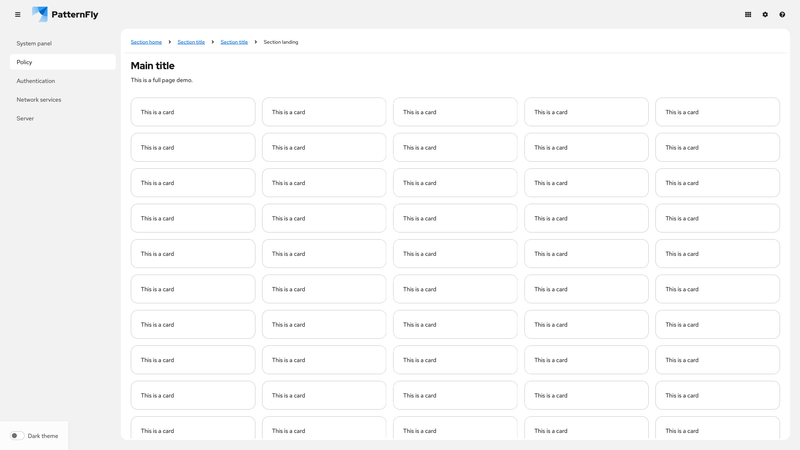 PatternFly
System panel
Policy
Authentication
Network services
Server
Section home Section title Section title Section landing
Main title
This is a full page demo.
This is a card This is a card This is a card This is a card This is a card
This is a card This is a card This is a card This is a card This is a card
This is a card This is a card This is a card This is a card This is a card
This is a card This is a card This is a card This is a card This is a card
This is a card This is a card This is a card This is a card This is a card
This is a card This is a card This is a card This is a card This is a card
This is a card This is a card This is a card This is a card This is a card
This is a card This is a card This is a card This is a card This is a card
This is a card This is a card This is a card This is a card This is a card
This is a card This is a card This is a card This is a card This is a card
Dark theme